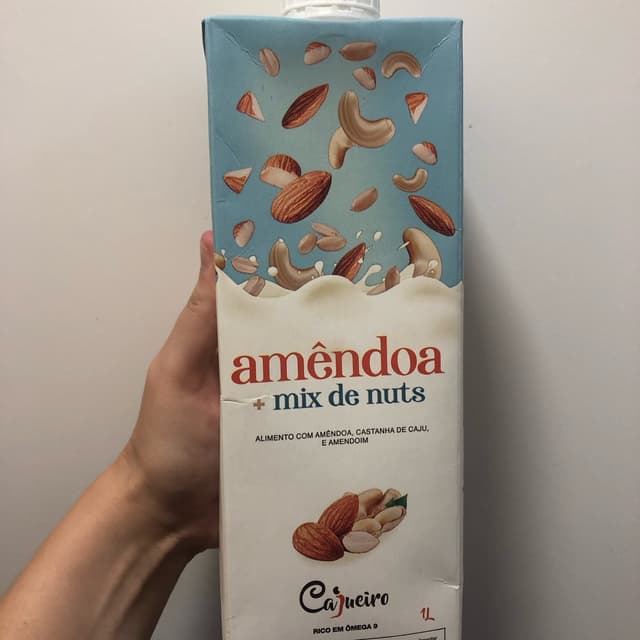 amêndoa
+ mix de nuts
ALIMENTO COM AMÊNDOA, CASTANHA DE CAJU,
E AMENDOIM
Cajueiro
1L
RICO EM ÔMEGA 9